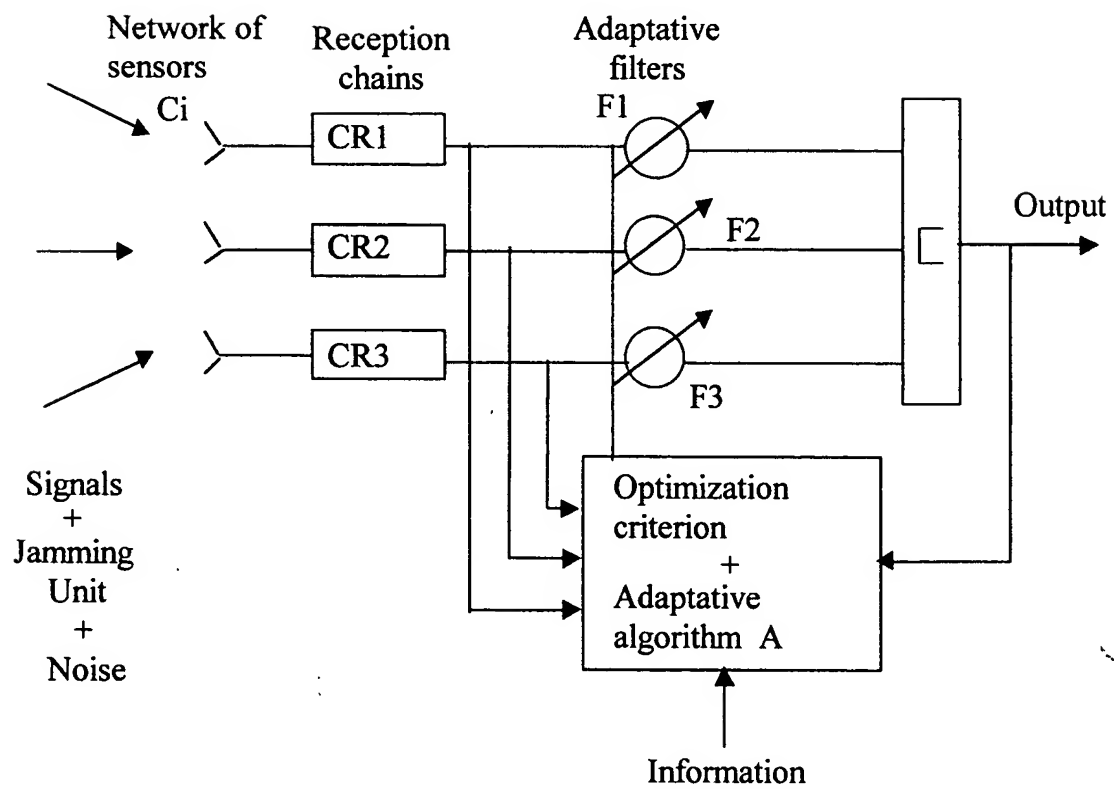 Network of
sensors
Ci
Reception
chains
Adaptative
filters
F1
CR1
CR2
F2
Output
CR3
F3
Signals
+
Jamming
Unit
+
Noise
Optimization
criterion
+
Adaptative
algorithm A
Information